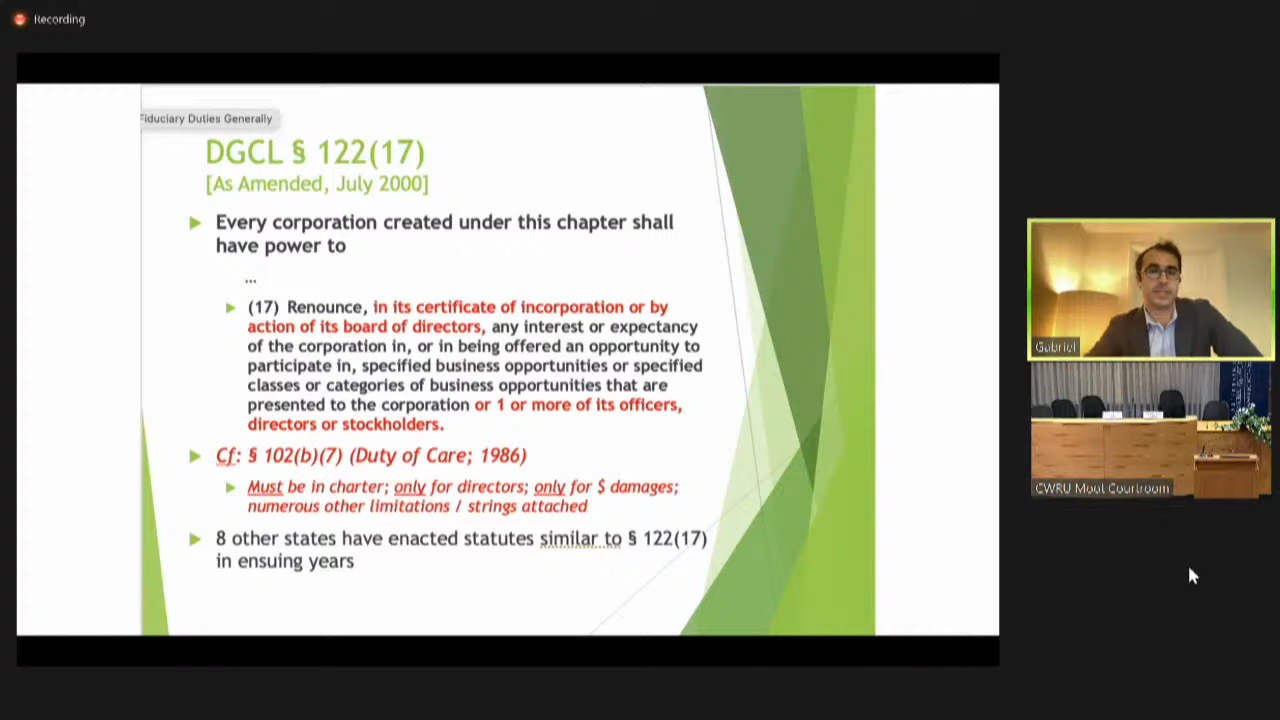 Recording
Fiduciary Duties Generally
DGCL § 122(17)
[As Amended, July 2000]
Every corporation created under this chapter shall
have power to
...
(17) Renounce, in its certificate of incorporation or by
action of its board of directors, any interest or expectancy
of the corporation in, or in being offered an opportunity to
participate in, specified business opportunities or specified
classes or categories of business opportunities that are
presented to the corporation or 1 or more of its officers,
directors or stockholders.
Cf: § 102(b)(7) (Duty of Care; 1986)
Must be in charter; only for directors; only for $ damages;
numerous other limitations / strings attached
8 other states have enacted statutes similar to § 122(17)
in ensuing years
Gabriel
CWRU Moot Courtroom